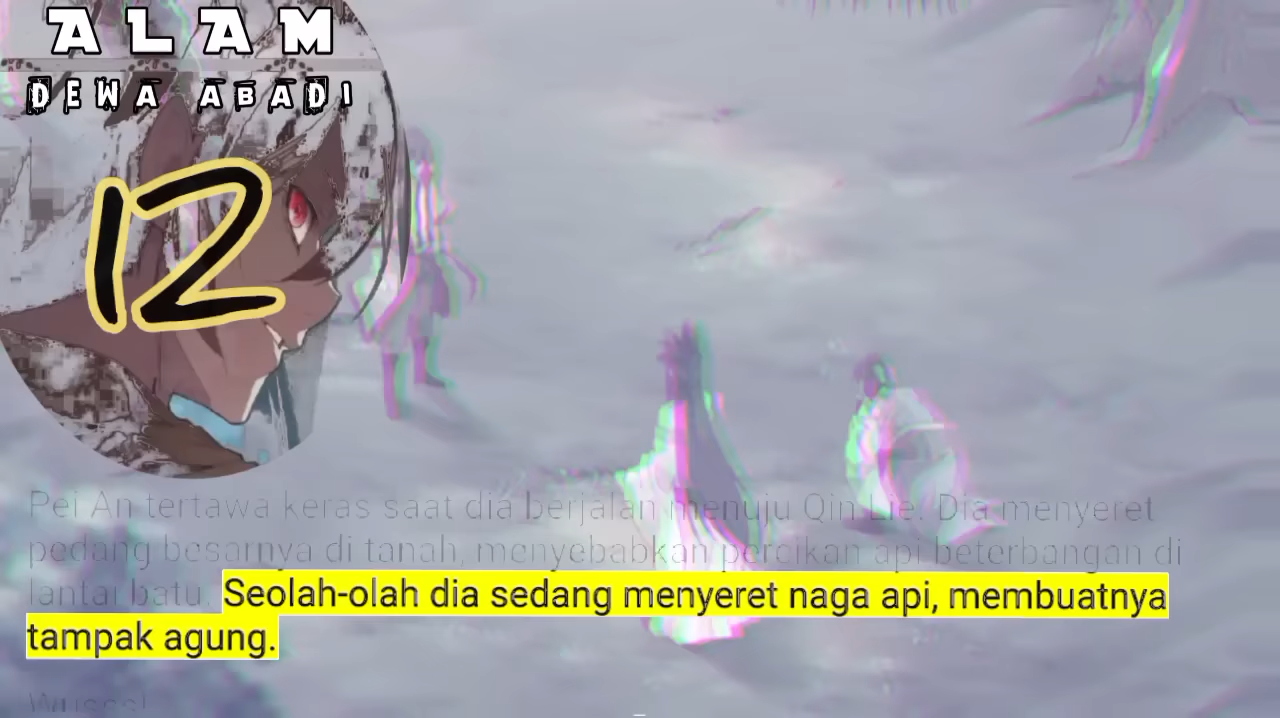 ALAM
DEWA ABADI
12
Pei An tertawa keras saat dia berjalan menuju Qin Lie. Dia menyeret
pedang besarnya di tanah, menyebabkan percikan api beterbangan di
lantai batu. Seolah-olah dia sedang menyeret naga api, membuatnya
tampak agung.